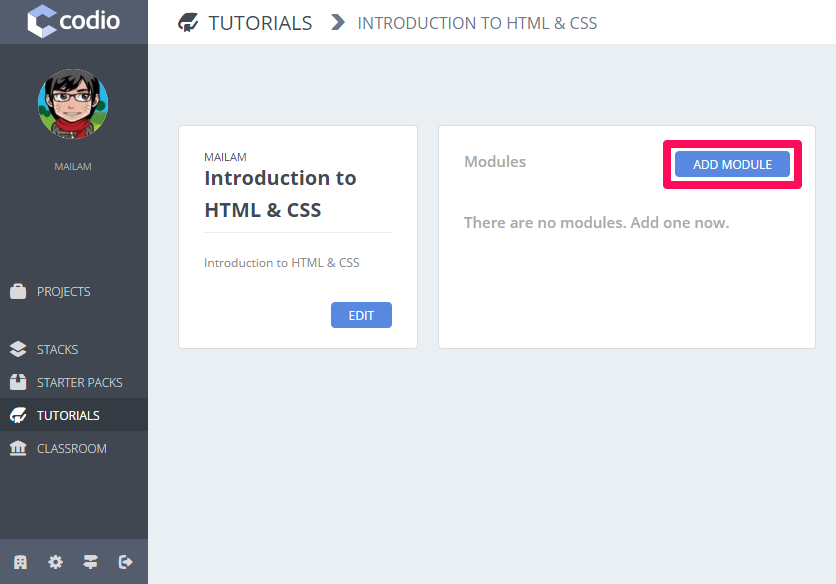 codio
TUTORIALS
INTRODUCTION TO HTML & CSS
MAILAM
PROJECTS
STACKS
STARTER PACKS
TUTORIALS
CLASSROOM
MAILAM
Introduction to
HTML & CSS
Introduction to HTML & CSS
EDIT
Modules
ADD MODULE
There are no modules. Add one now.